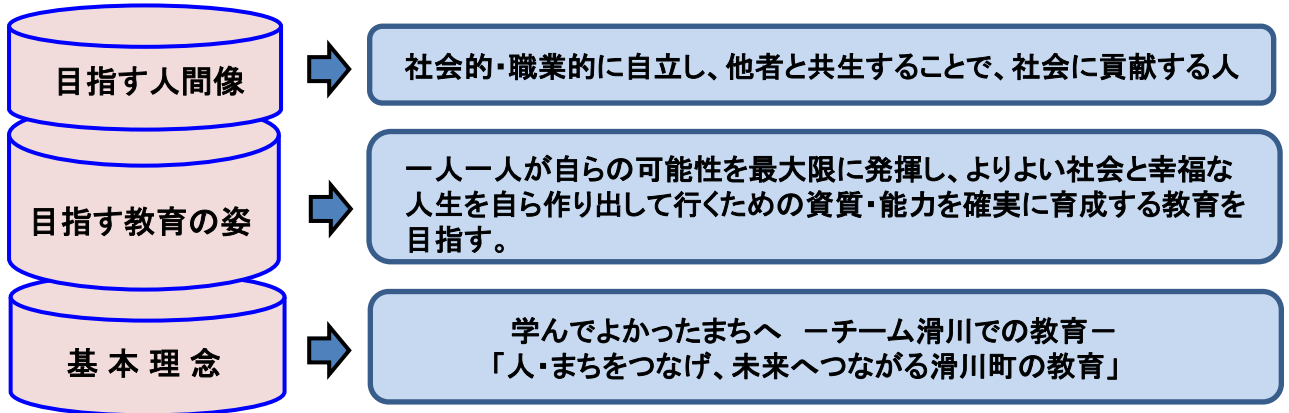 目指す人間像
社会的・職業的に自立し、他者と共生することで、社会に貢献する人
目指す教育の姿
一人一人が自らの可能性を最大限に発揮し、よりよい社会と幸福な
人生を自ら作り出して行くための資質・能力を確実に育成する教育を
目指す。
基 本 理 念
学んでよかったまちへ －チーム滑川での教育－
「人・まちをつなげ、未来へつながる滑川町の教育」